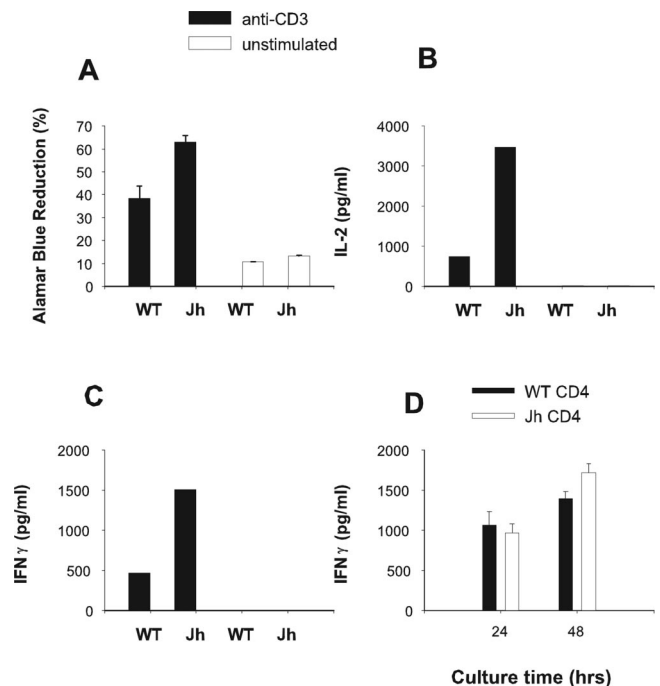 anti-CD3
unstimulated
A
Alamar Blue Reduction (%)
70
60
50
40
30
20
10
0
WT Jh WT Jh
B
IL-2 (pg/ml)
4000
3000
2000
1000
0
WT Jh WT Jh
C
IFN γ (pg/ml)
2000
1500
1000
500
0
WT Jh WT Jh
D
WT CD4
Jh CD4
IFN γ (pg/ml)
2000
1500
1000
500
0
24 48
Culture time (hrs)